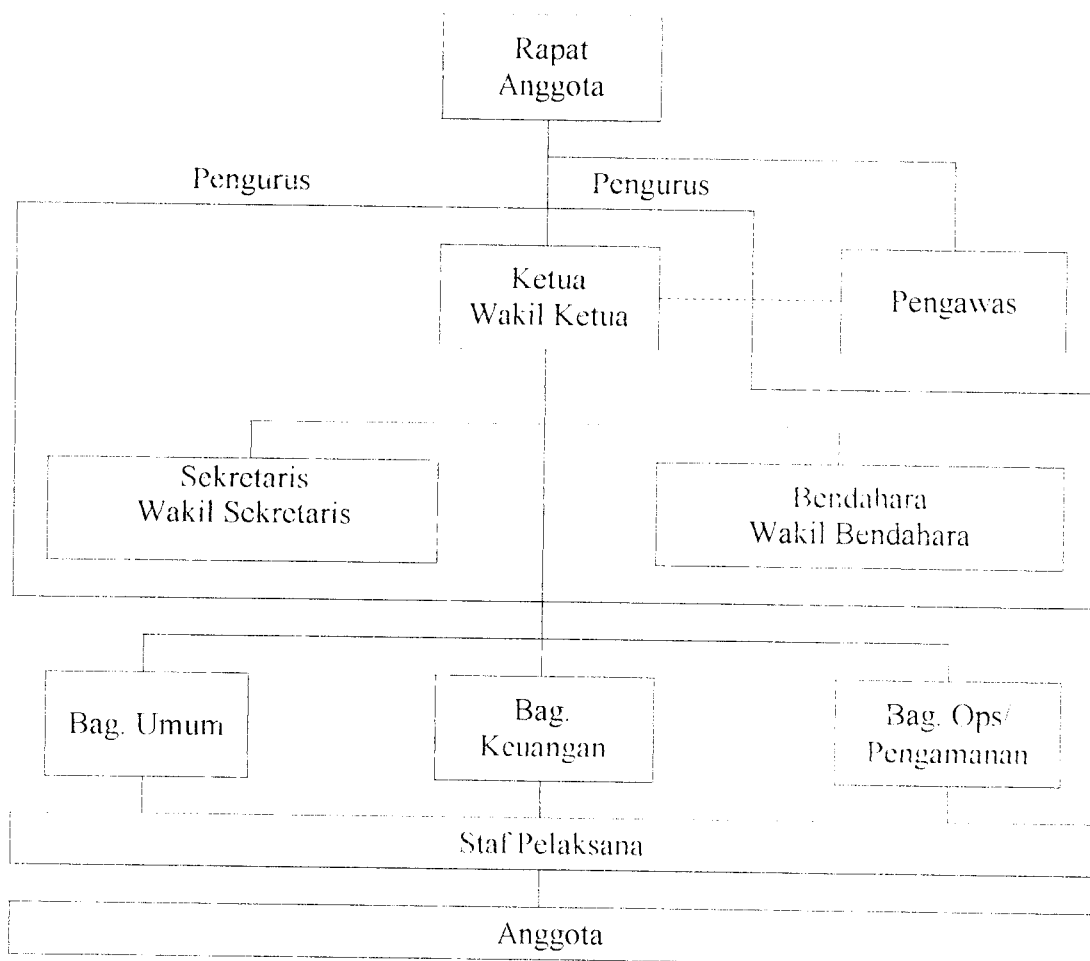 Rapat
Anggota
Pengurus
Pengurus
Ketua
Wakil Ketua
Pengawas
Sekretaris
Wakil Sekretaris
Bendahara
Wakil Bendahara
Bag. Umum
Bag.
Keuangan
Bag. Ops/
Pengamanan
Staf Pelaksana
Anggota